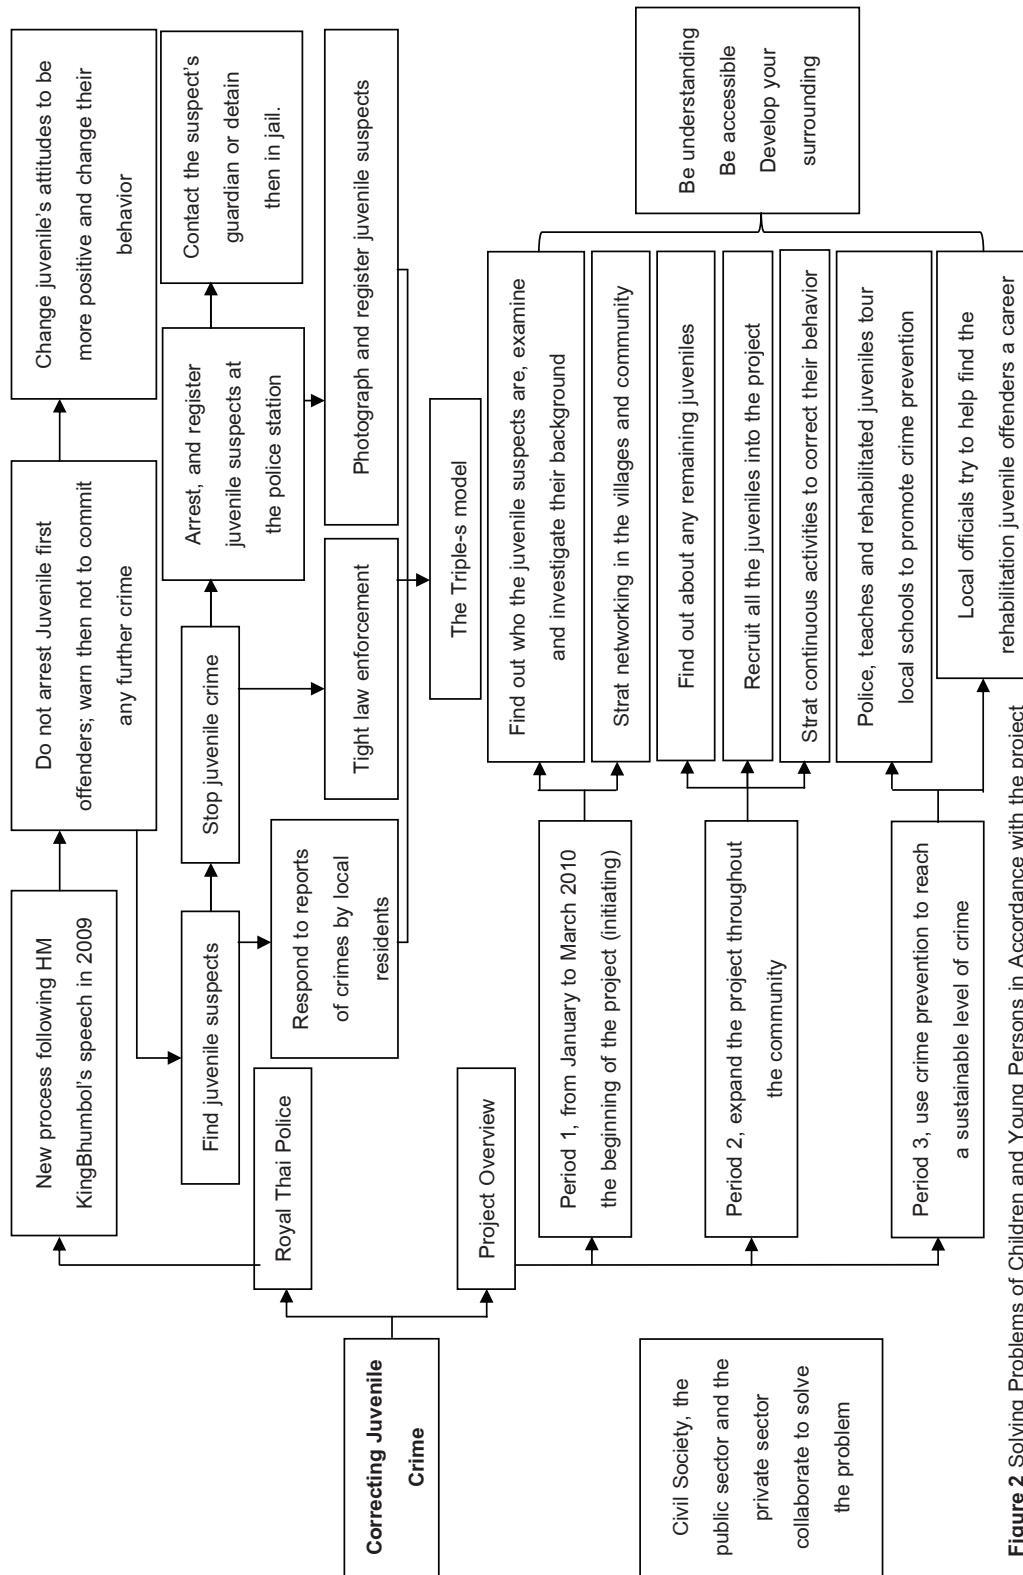 Correcting Juvenile
Crime
Civil Society, the
public sector and the
private sector
collaborate to solve
the problem
Royal Thai Police
Project Overview
New process following HM
KingBhumbol's speech in 2009
Do not arrest Juvenile first
offenders; warn then not to commit
any further crime
Change juvenile's attitudes to be
more positive and change their
behavior
Find juvenile suspects
Stop juvenile crime
Arrest, and register
juvenile suspects at
the police station
Contact the suspect's
guardian or detain
then in jail.
Respond to reports
of crimes by local
residents
Tight law enforcement
Photograph and register juvenile suspects
The Triple-s model
Period 1, from January to March 2010
the beginning of the project (initiating)
Find out who the juvenile suspects are, examine
and investigate their background
Strat networking in the villages and community
Period 2, expand the project throughout
the community
Find out about any remaining juveniles
Recruit all the juveniles into the project
Strat continuous activities to correct their behavior
Period 3, use crime prevention to reach
a sustainable level of crime
Police, teaches and rehabilitated juveniles tour
local schools to promote crime prevention
Local officials try to help find the
rehabilitation juvenile offenders a career
Be understanding
Be accessible
Develop your
surrounding
Figure 2 Solving Problems of Children and Young Persons in Accordance with the project